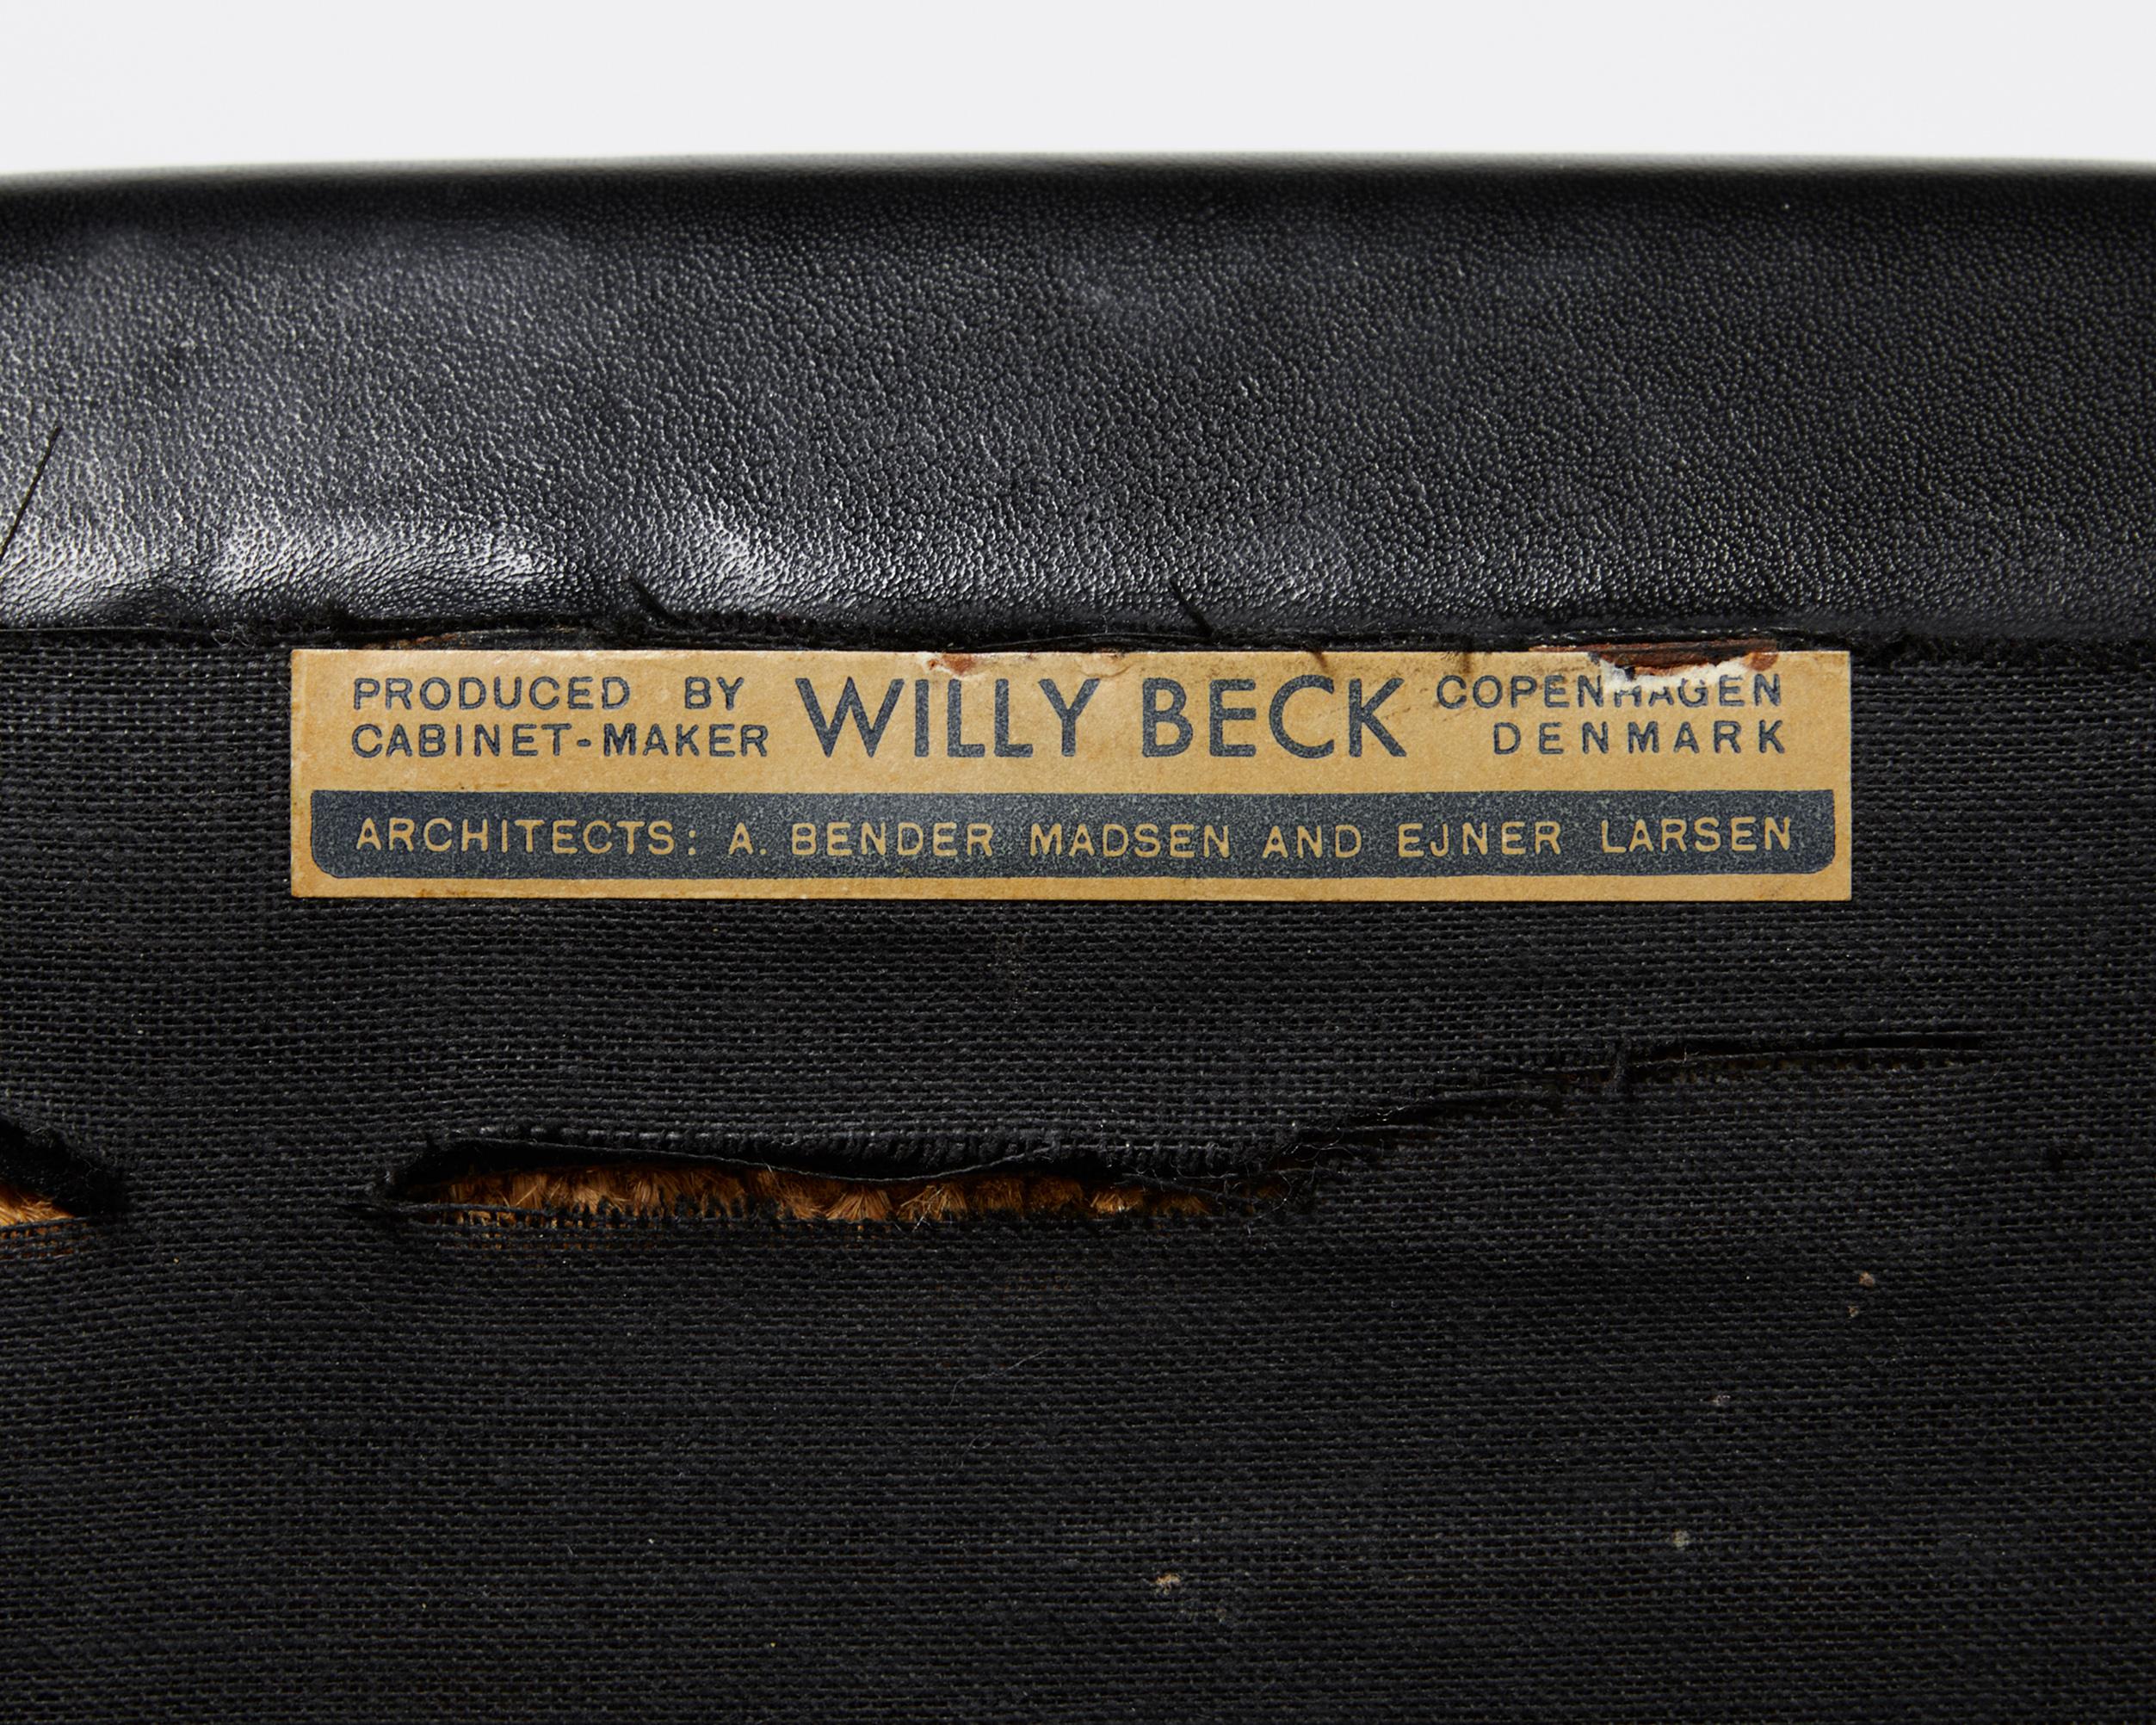 PRODUCED BY
CABINET-MAKER
WILLY BECK
COPENHAGEN
DENMARK
ARCHITECTS: A. BENDER MADSEN AND EJNER LARSEN